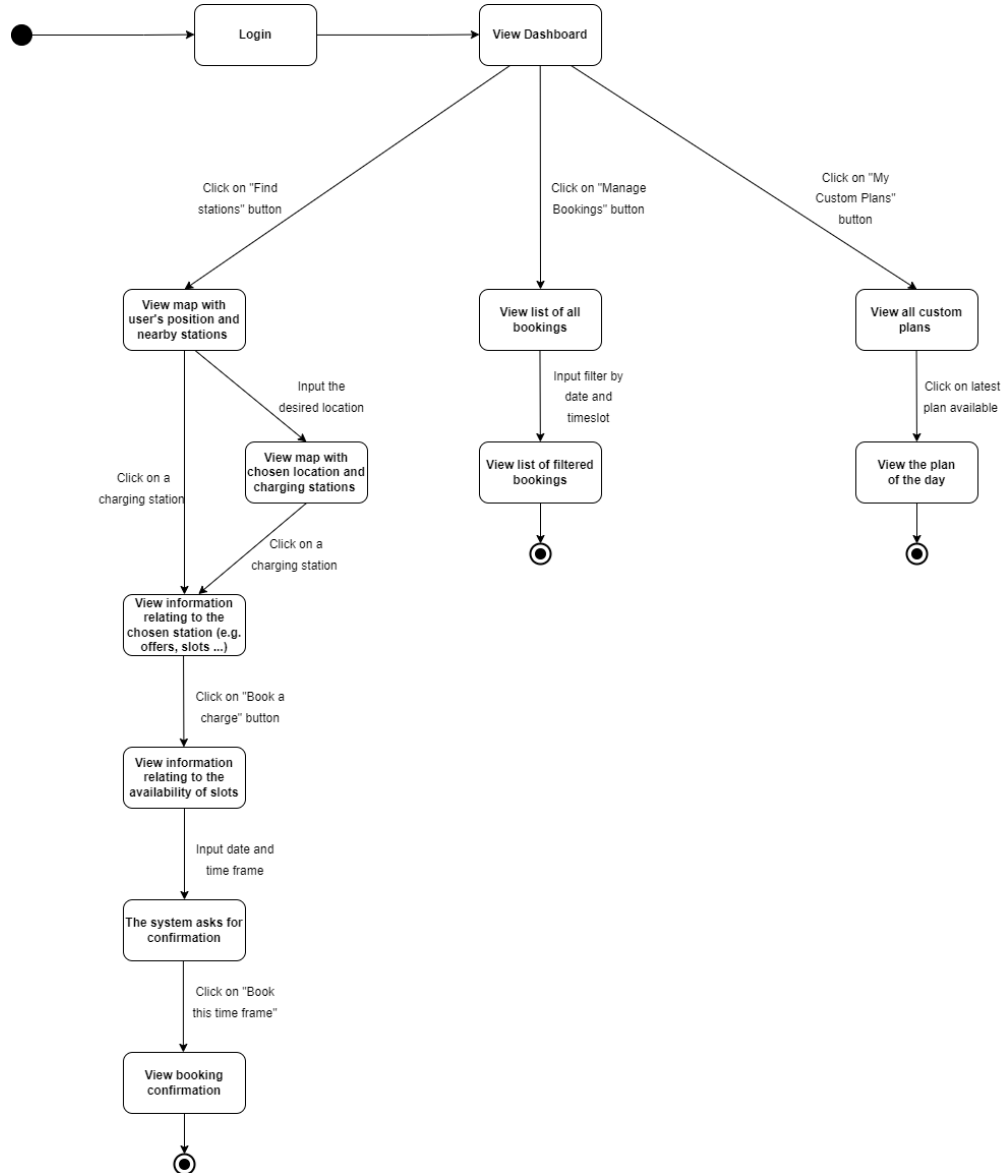 Login
View Dashboard
Click on "Find
stations" button
Click on "Manage
Bookings" button
Click on "My
Custom Plans"
button
View map with
user's position and
nearby stations
View list of all
bookings
View all custom
plans
Input the
desired location
Input filter by
date and
timeslot
Click on latest
plan available
Click on a
charging station
View map with
chosen location and
charging stations
View list of filtered
bookings
View the plan
of the day
Click on a
charging station
View information
relating to the
chosen station (e.g.
offers, slots ...)
Click on "Book a
charge" button
View information
relating to the
availability of slots
Input date and
time frame
The system asks for
confirmation
Click on "Book
this time frame"
View booking
confirmation